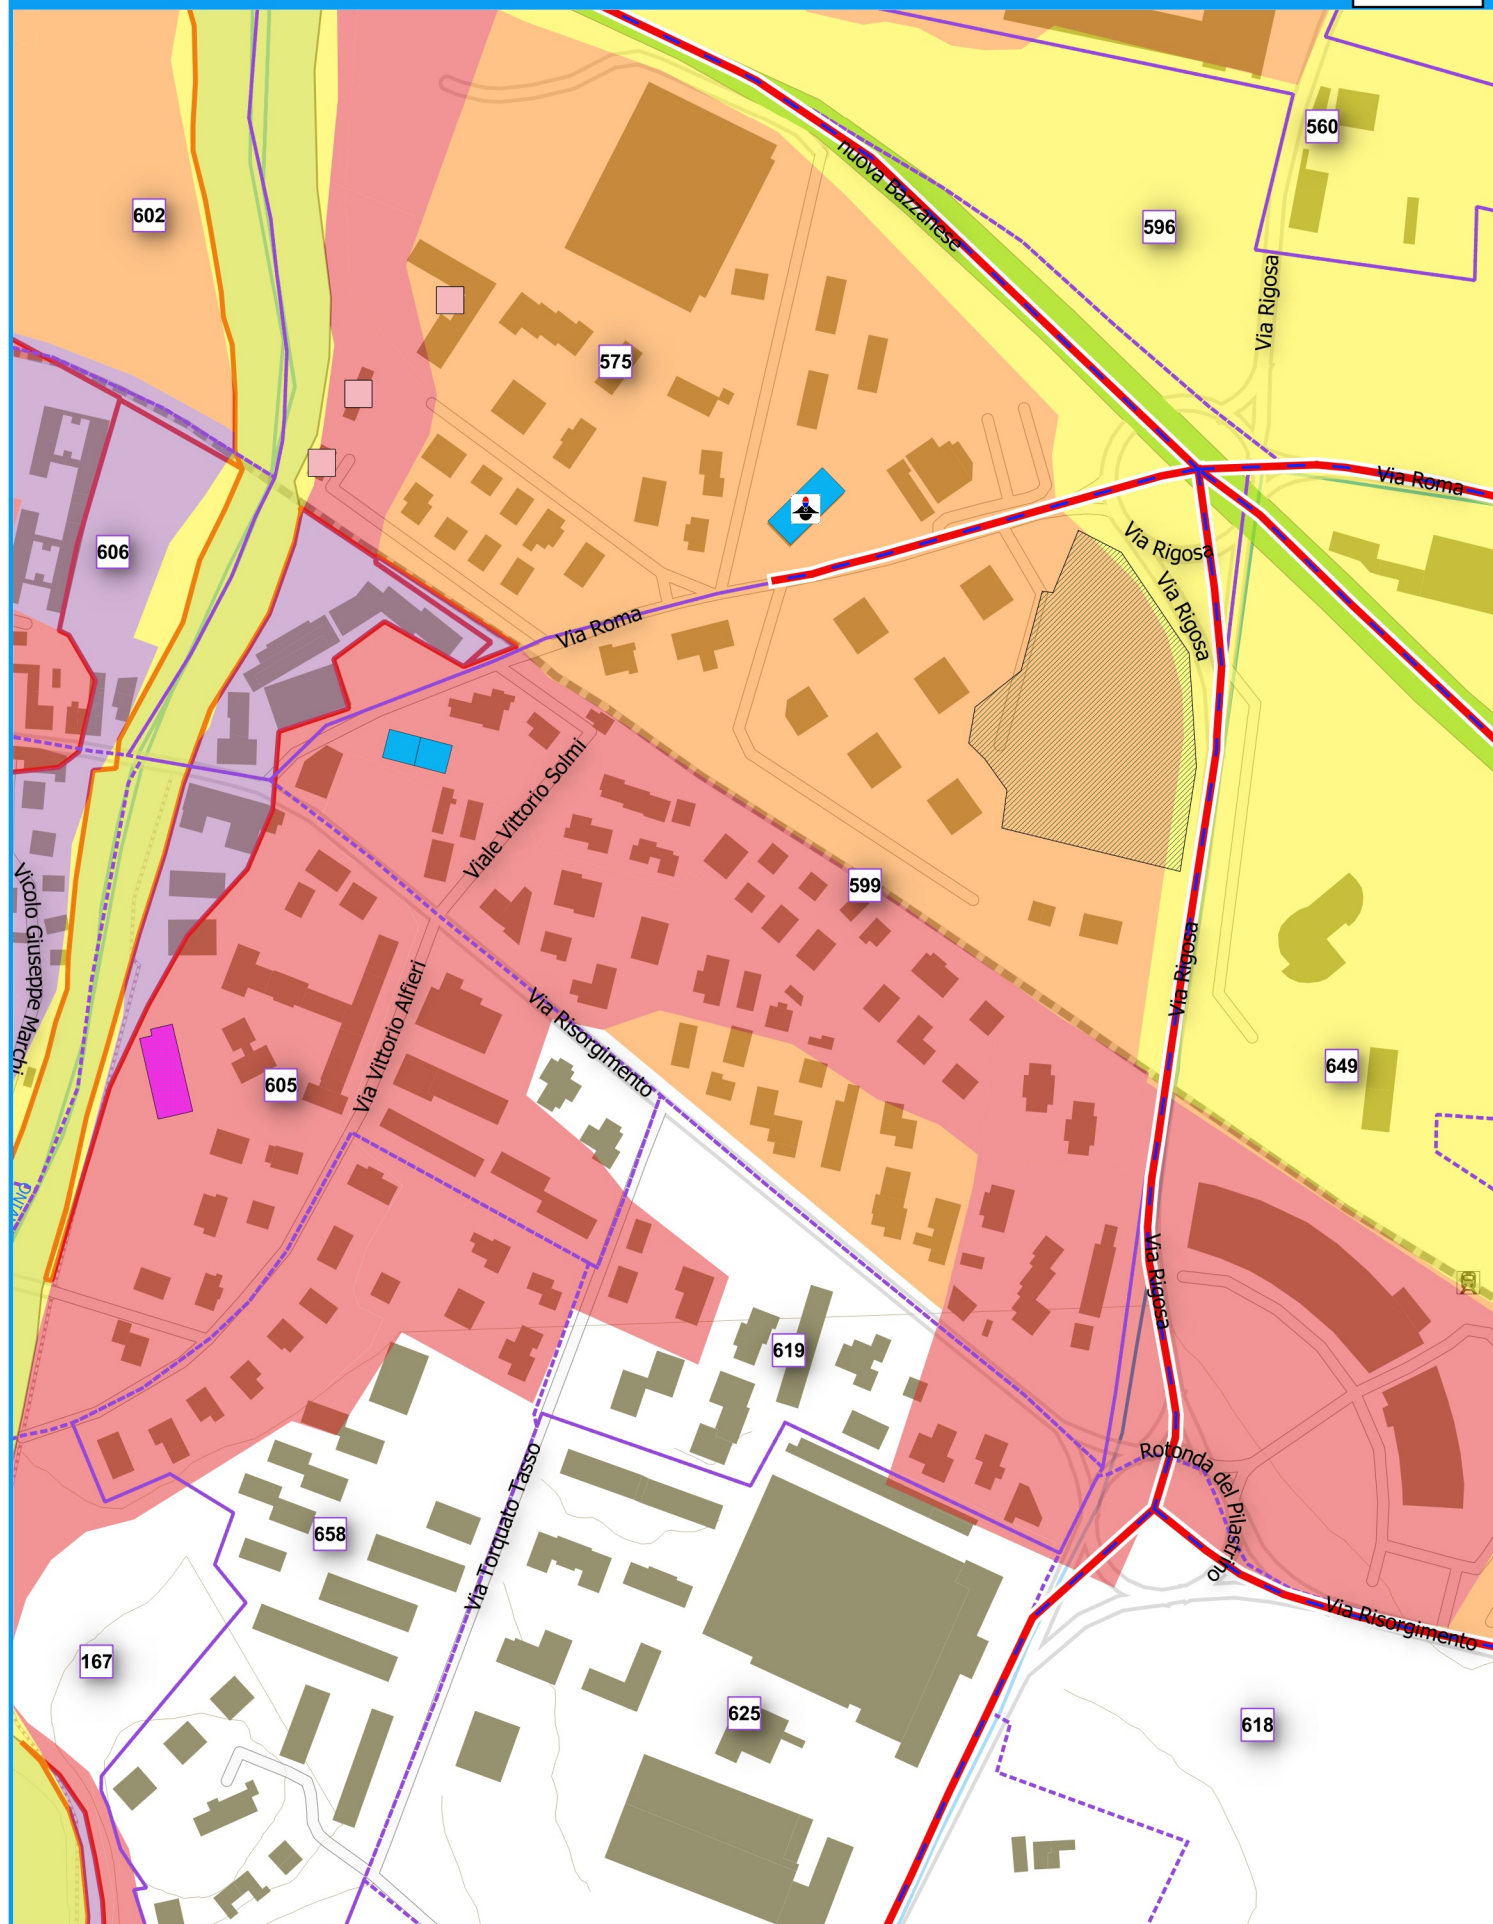 560
602
nuova Bazzanese
596
Via Rigosa
575
Via Roma
606
Via Rigosa
Via Rigosa
Via Roma
Viale Vittorio Solmi
599
Vicolo Giuseppe Marchi
Via Rigosa
Via Vittorio Alfieri
Via Risorgimento
605
649
Via Rigosa
619
Rotonda del Pilastrino
Via Torquato Tasso
658
Via Risorgimento
167
625
618